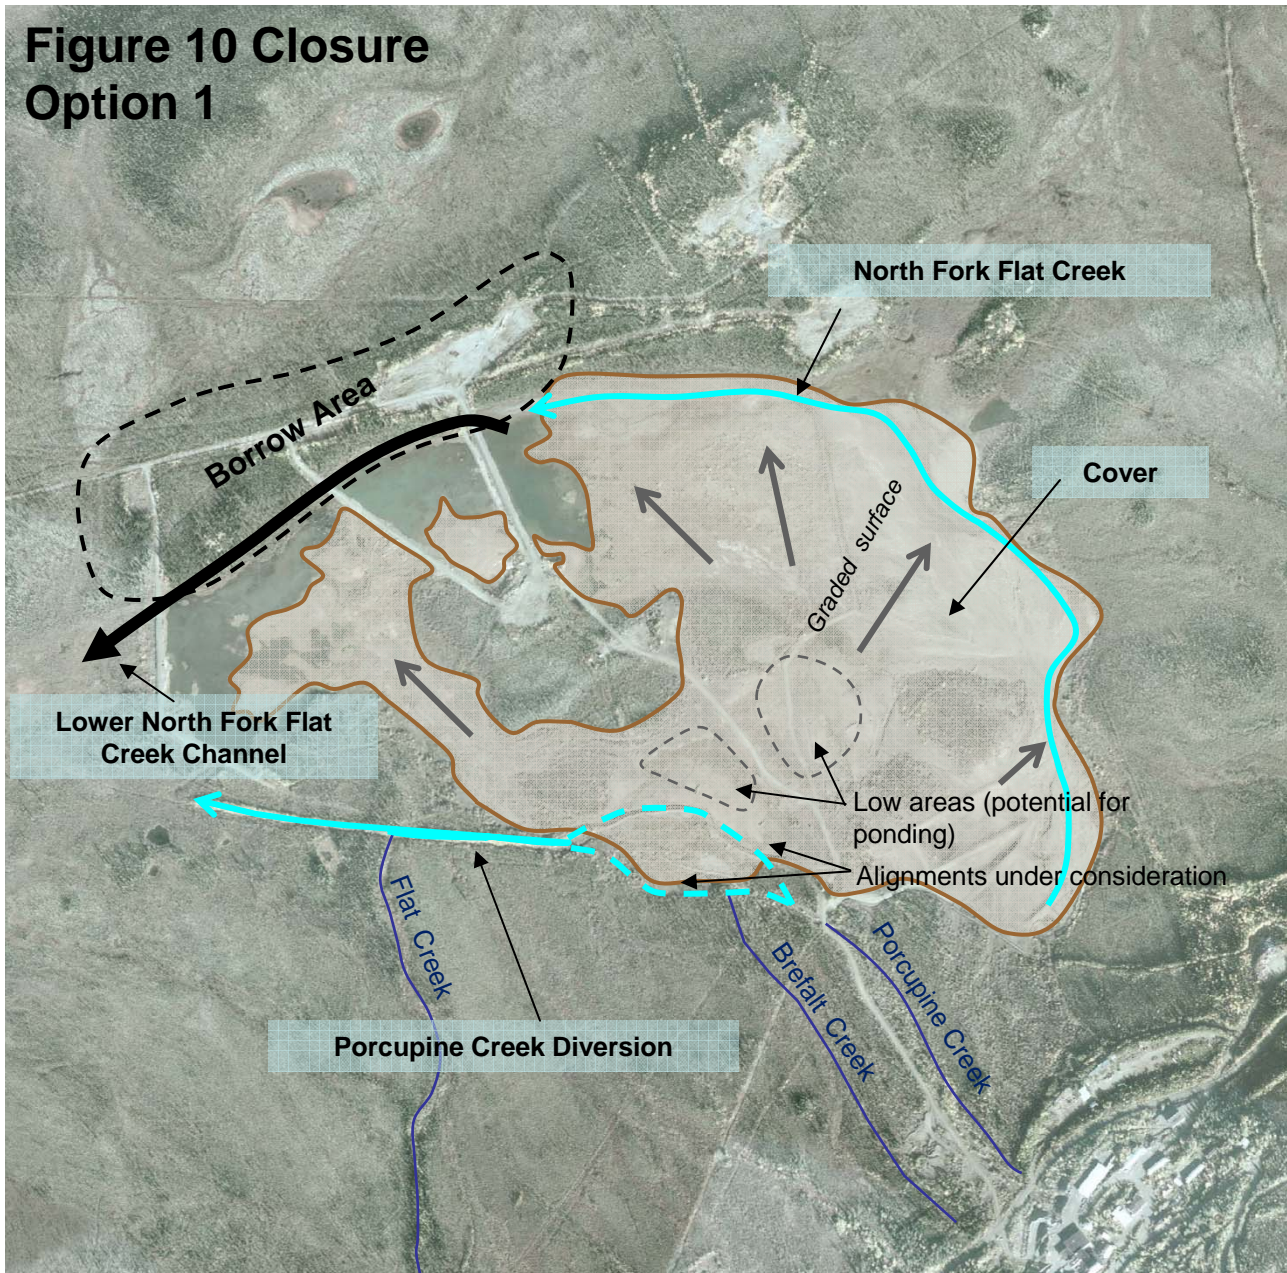 Figure 10 Closure
Option 1
North Fork Flat Creek
Borrow Area
Cover
Graded surface
Lower North Fork Flat
Creek Channel
Low areas (potential for
ponding)
Alignments under consideration
Flat Creek
Brefalt Creek
Porcupine Creek
Porcupine Creek Diversion